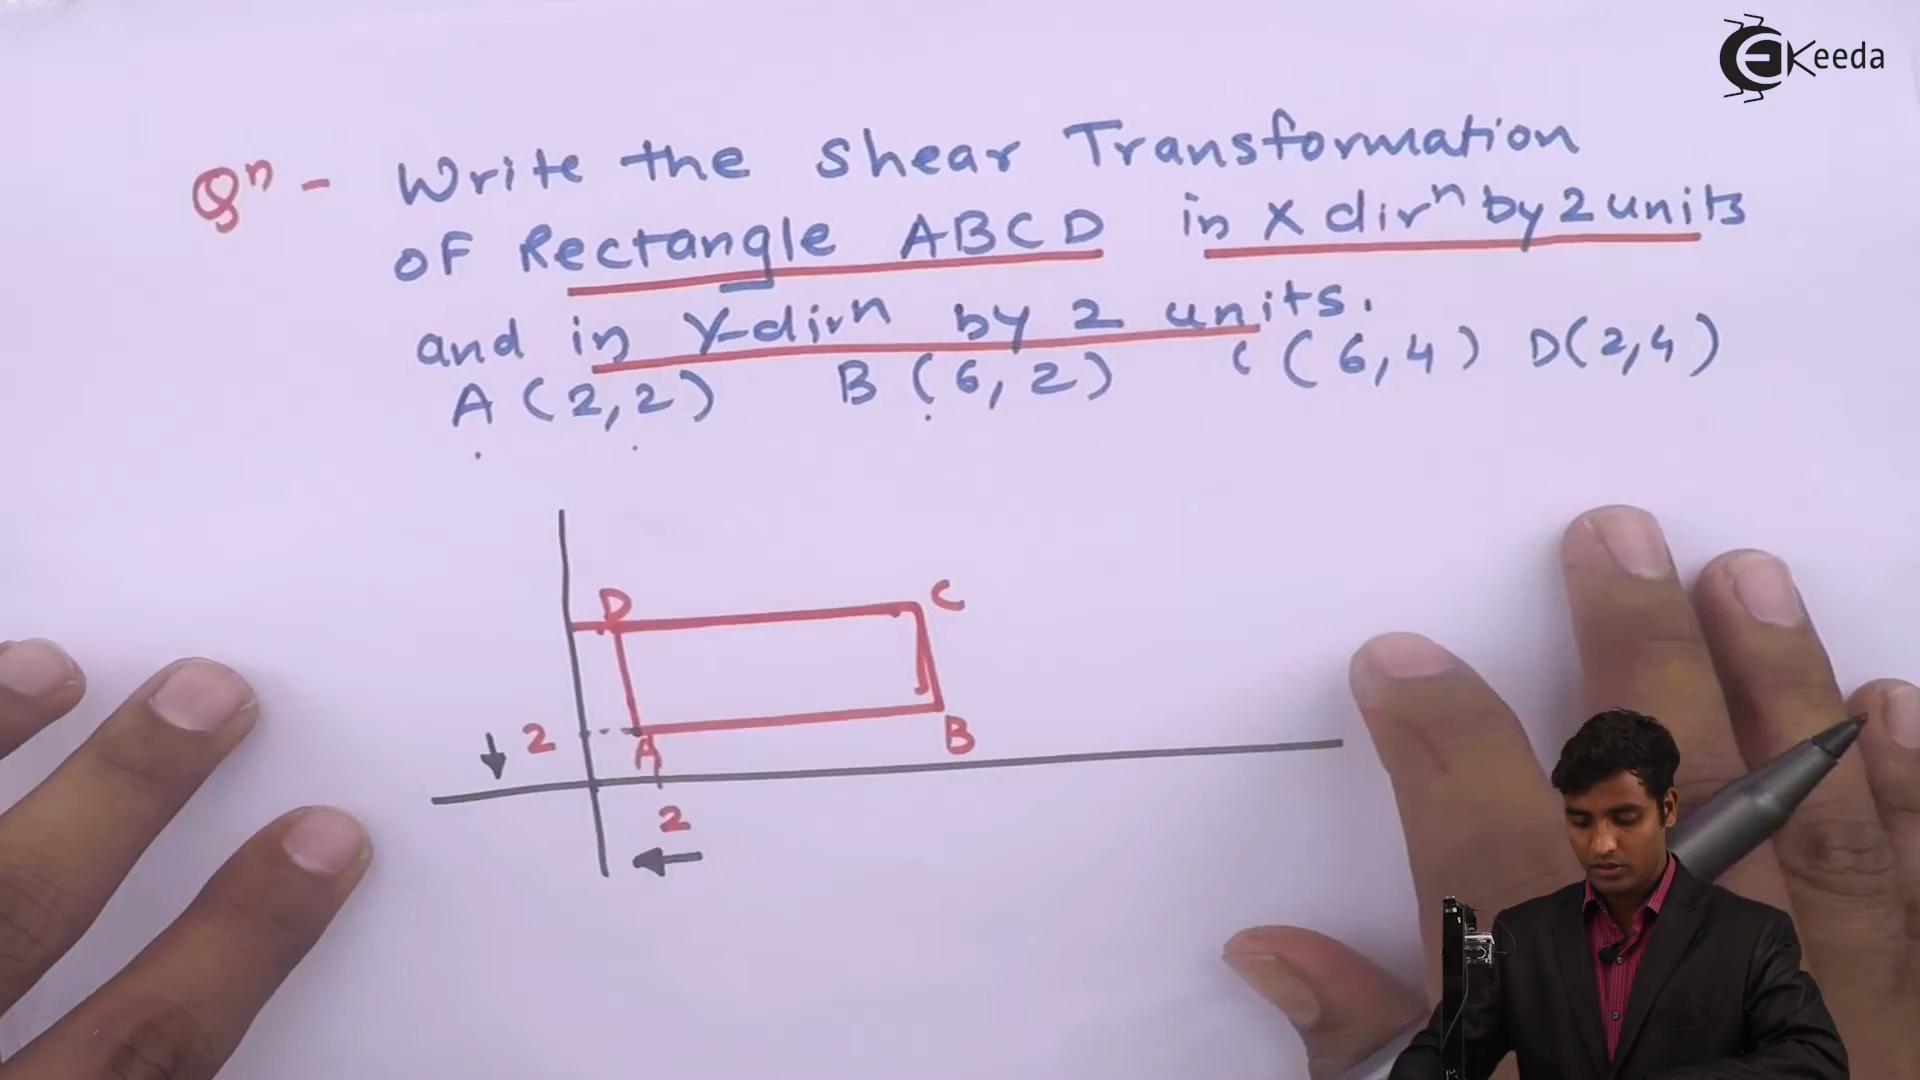 EKeeda
Qn - Write the shear Transformation
of Rectangle ABCD in X dirn by 2 units
and in Y-dirn by 2 units.
A (2,2) B (6,2) C (6,4) D(2,4)
D C
2 A B
2